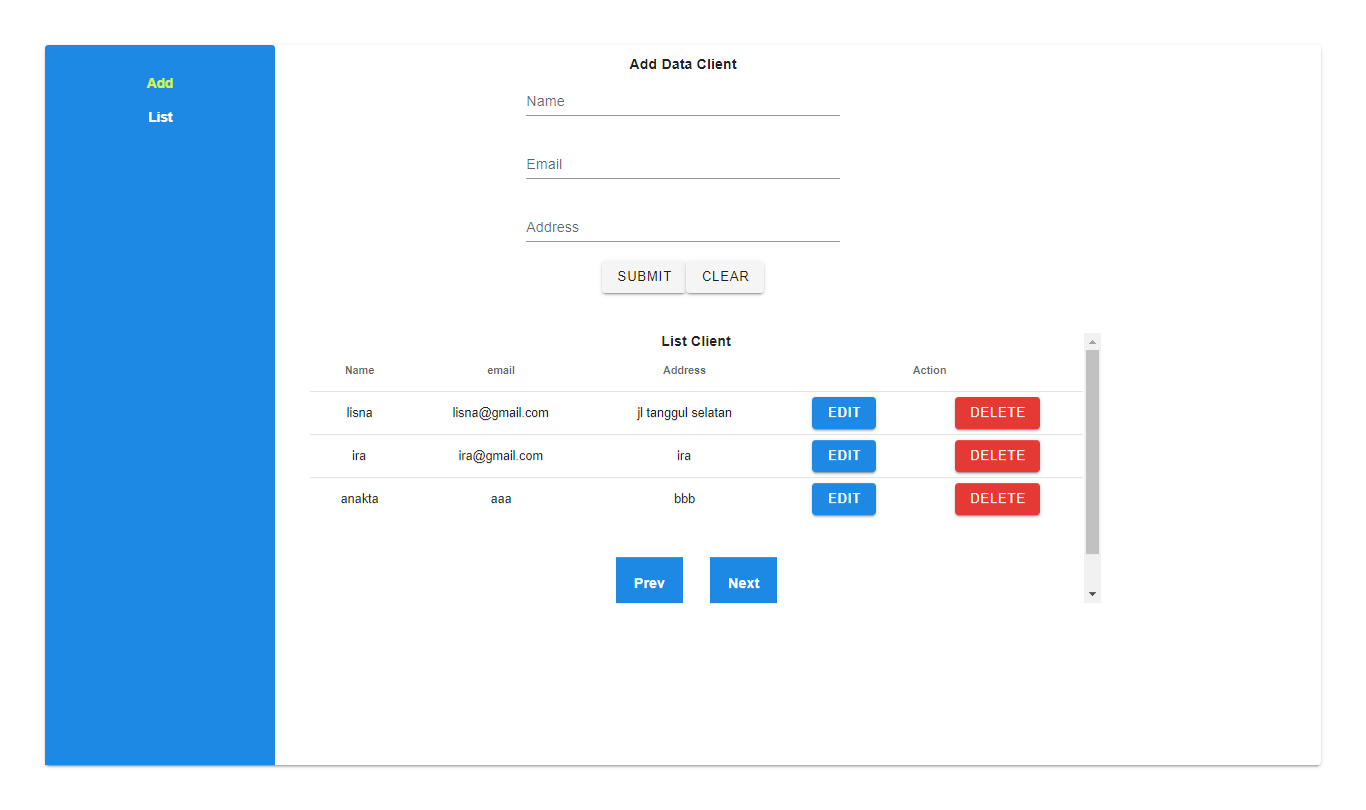 Add
List
Add Data Client
Name
Email
Address
SUBMIT CLEAR
List Client
Name email Address Action
lisna lisna@gmail.com jl tanggul selatan EDIT DELETE
ira ira@gmail.com ira EDIT DELETE
anakta aaa bbb EDIT DELETE
Prev Next